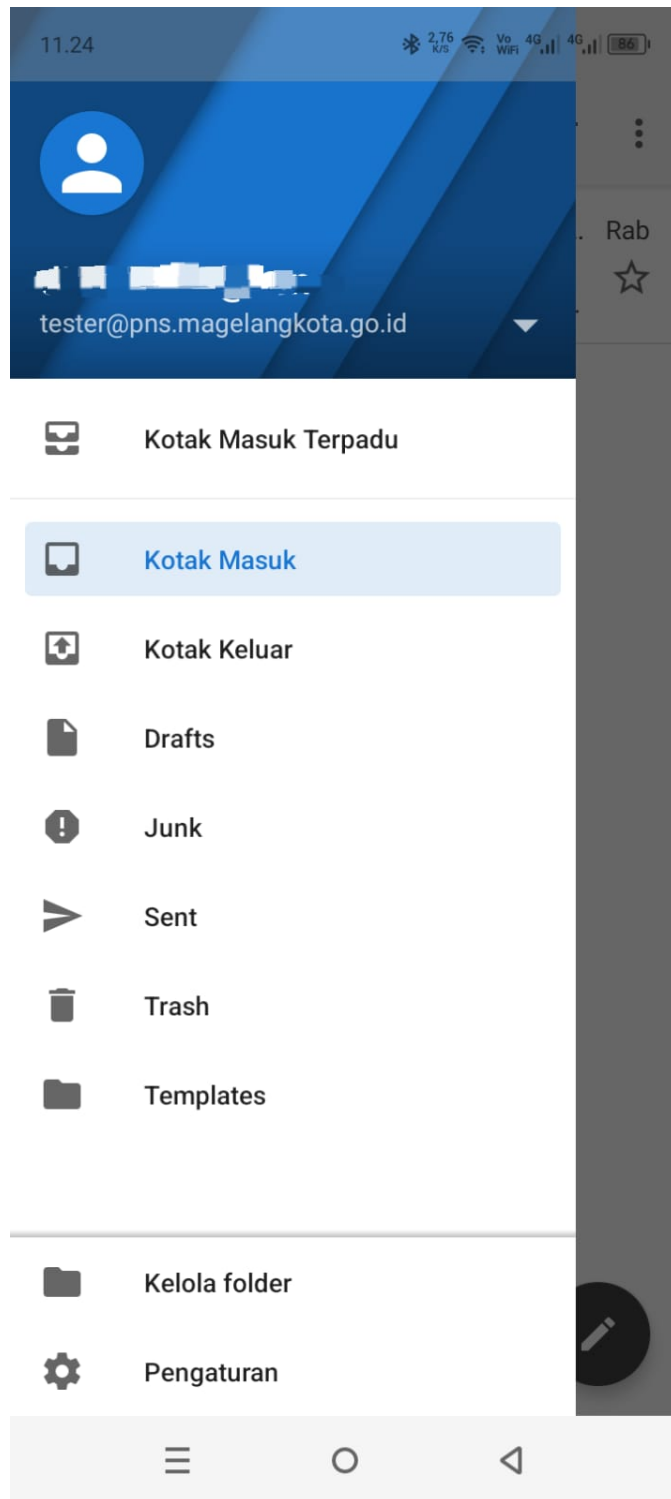 11.24
2,76 K/S Vo WiFi 4G 4G 86
Rab
tester@pns.magelangkota.go.id
Kotak Masuk Terpadu
Kotak Masuk
Kotak Keluar
Drafts
Junk
Sent
Trash
Templates
Kelola folder
Pengaturan